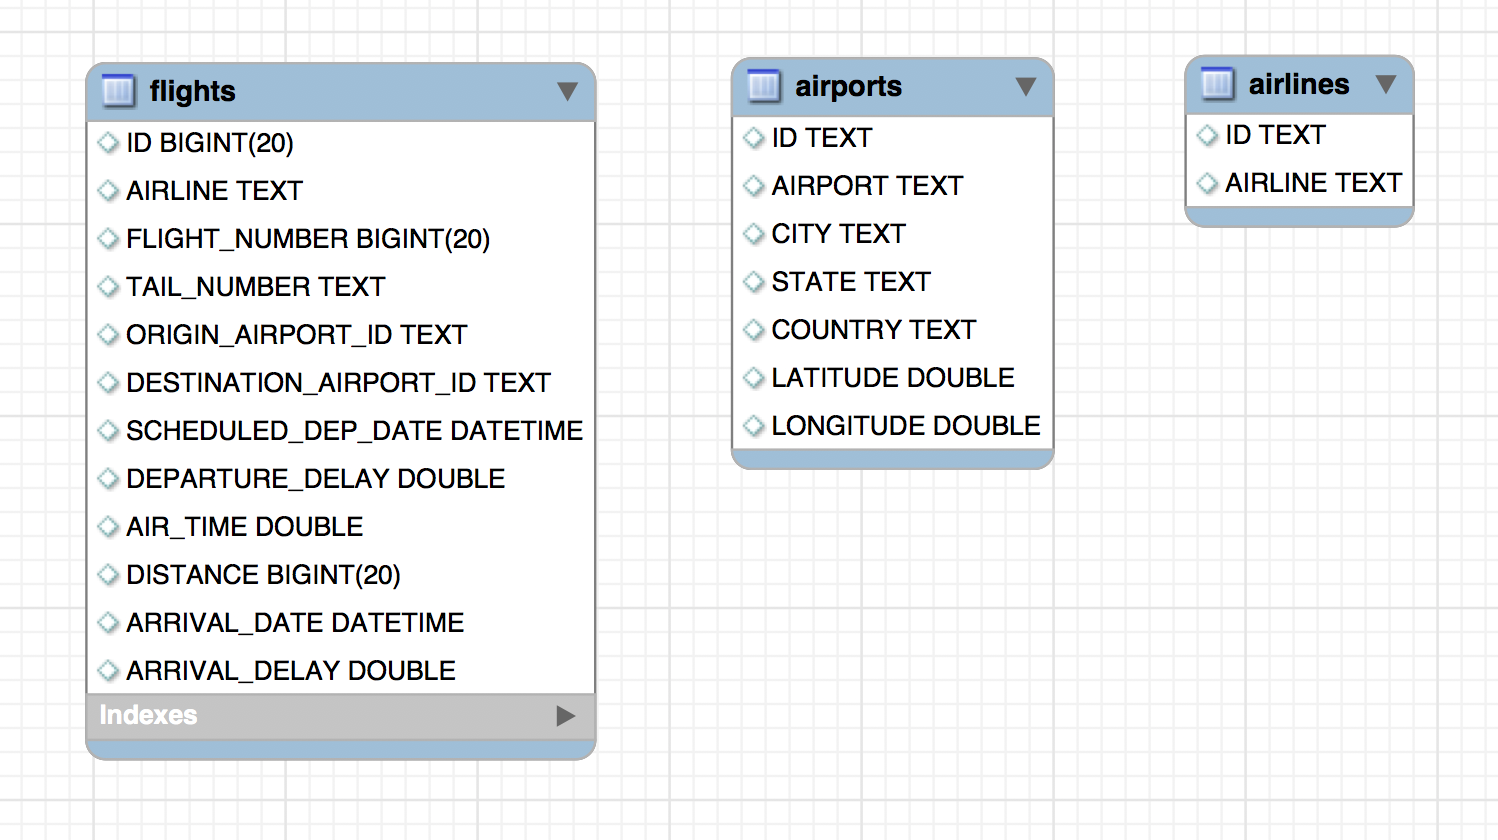 flights
ID BIGINT(20)
AIRLINE TEXT
FLIGHT_NUMBER BIGINT(20)
TAIL_NUMBER TEXT
ORIGIN_AIRPORT_ID TEXT
DESTINATION_AIRPORT_ID TEXT
SCHEDULED_DEP_DATE DATETIME
DEPARTURE_DELAY DOUBLE
AIR_TIME DOUBLE
DISTANCE BIGINT(20)
ARRIVAL_DATE DATETIME
ARRIVAL_DELAY DOUBLE
Indexes
airports
ID TEXT
AIRPORT TEXT
CITY TEXT
STATE TEXT
COUNTRY TEXT
LATITUDE DOUBLE
LONGITUDE DOUBLE
airlines
ID TEXT
AIRLINE TEXT